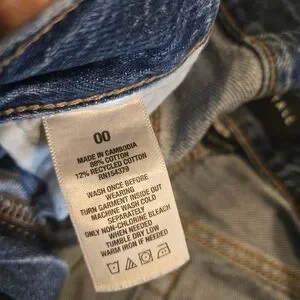 00
MADE IN CAMBODIA
88% COTTON
12% RECYCLED COTTON
RN154379
WASH ONCE BEFORE
WEARING
TURN GARMENT INSIDE OUT
MACHINE WASH COLD
SEPARATELY
ONLY NON-CHLORINE BLEACH
WHEN NEEDED
TUMBLE DRY LOW
WARM IRON IF NEEDED